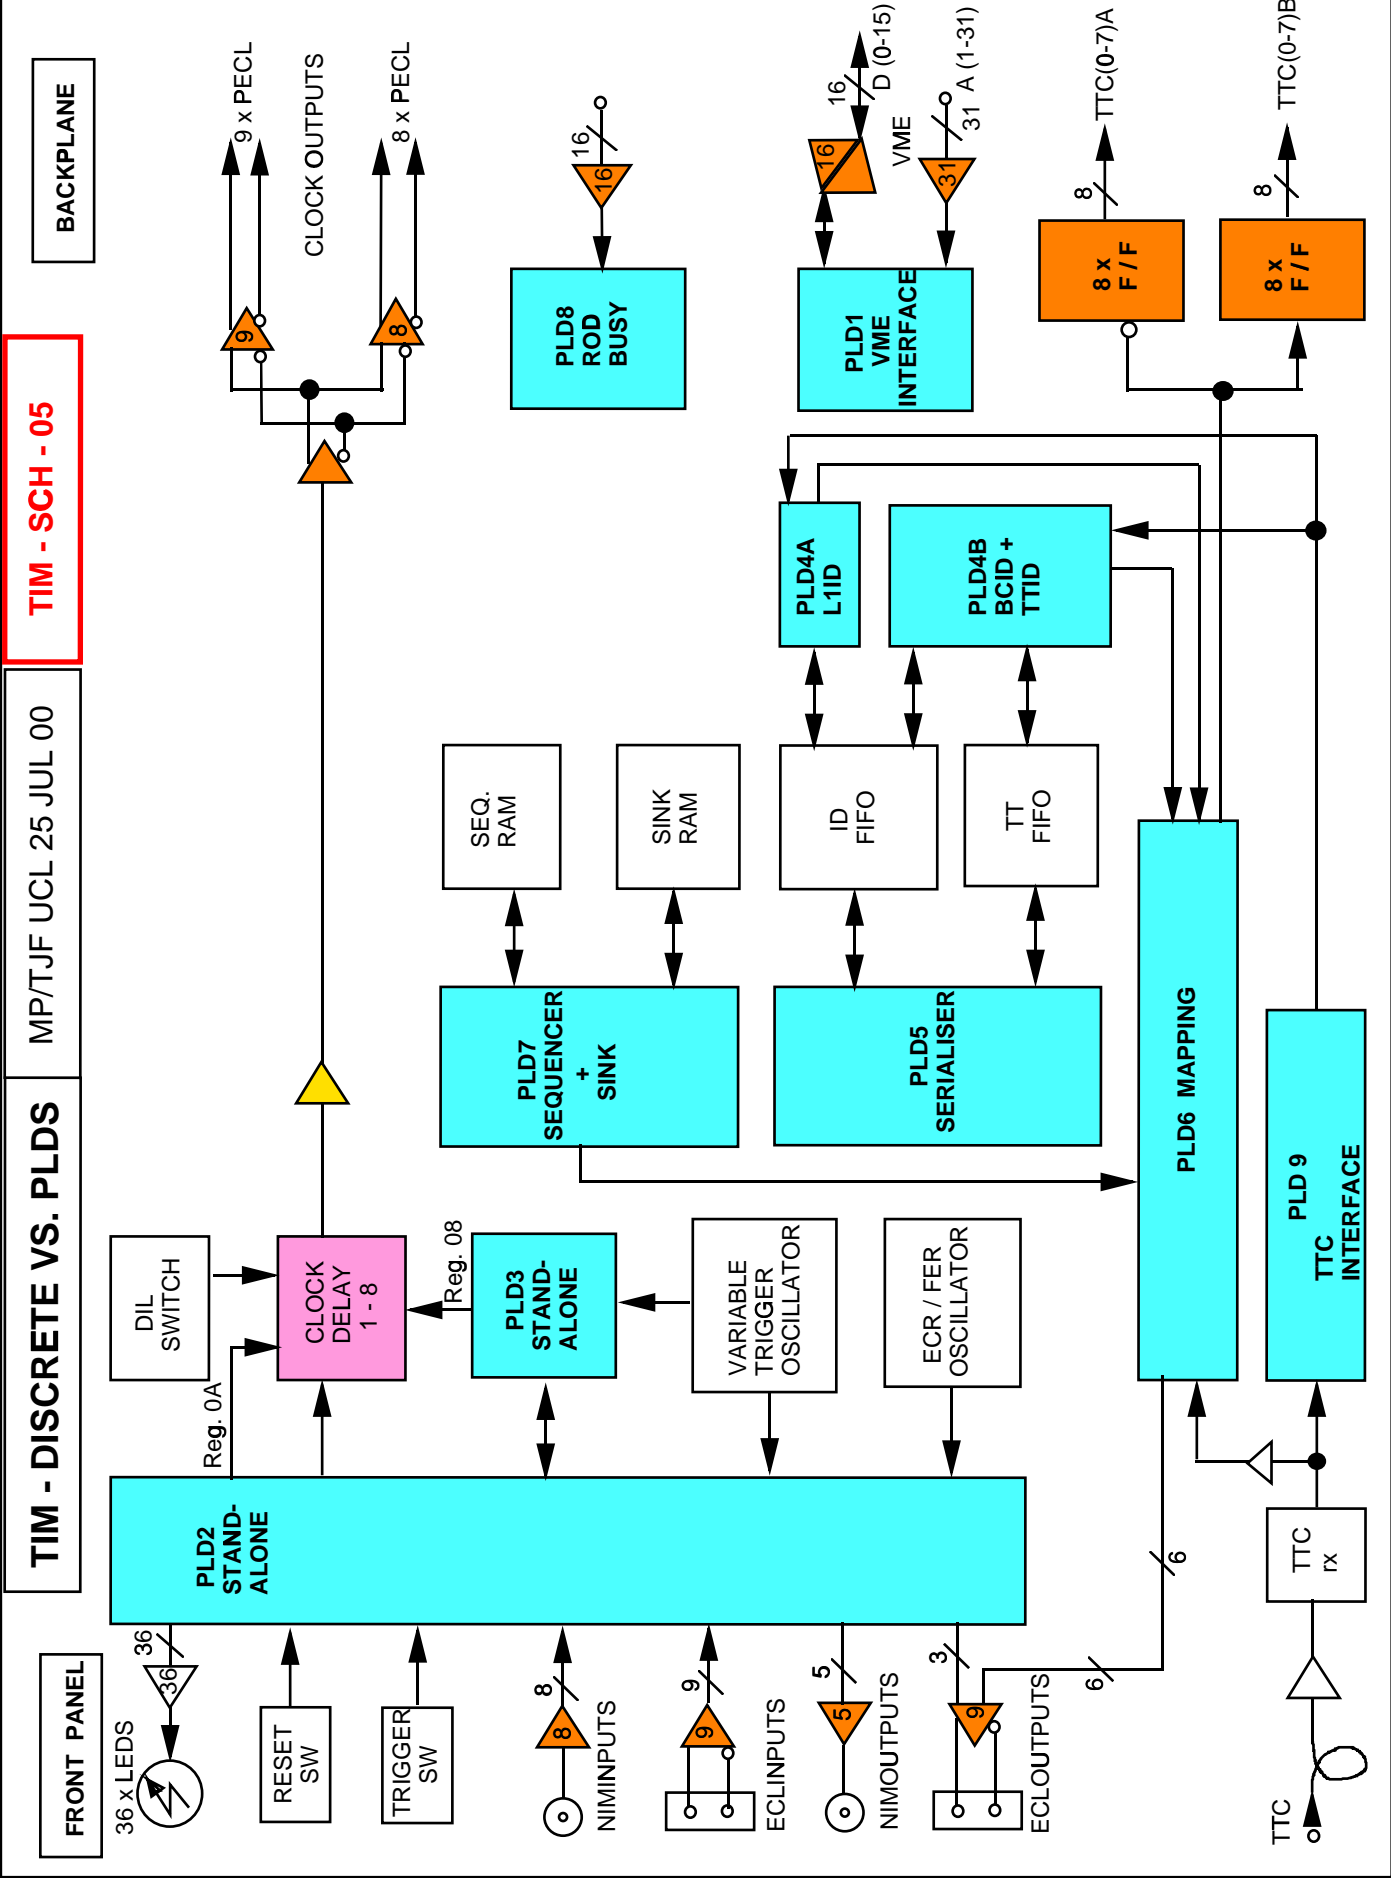 TIM - DISCRETE VS. PLDS
MP/TJF UCL 25 JUL 00
TIM - SCH - 05
FRONT PANEL
BACKPLANE
36 x LEDS
36
36
RESET
SW
TRIGGER
SW
8
8
NIMINPUTS
9
9
ECLINPUTS
5
5
NIMOUTPUTS
3
9
6
6
ECLOUTPUTS
TTC
TTC
rx
PLD2
STAND-
ALONE
Reg. 0A
DIL
SWITCH
CLOCK
DELAY
1 - 8
Reg. 08
PLD3
STAND-
ALONE
VARIABLE
TRIGGER
OSCILLATOR
ECR / FER
OSCILLATOR
PLD7
SEQUENCER
+
SINK
SEQ.
RAM
SINK
RAM
PLD5
SERIALISER
ID
FIFO
TT
FIFO
PLD4A
L1ID
PLD4B
BCID +
TTID
PLD6 MAPPING
PLD 9
TTC
INTERFACE
9
9 x PECL
CLOCK OUTPUTS
8
8 x PECL
PLD8
ROD
BUSY
16
16
PLD1
VME
INTERFACE
16
16
D (0-15)
VME
31
31
A (1-31)
8 x
F / F
8
TTC(0-7)A
8 x
F / F
8
TTC(0-7)B